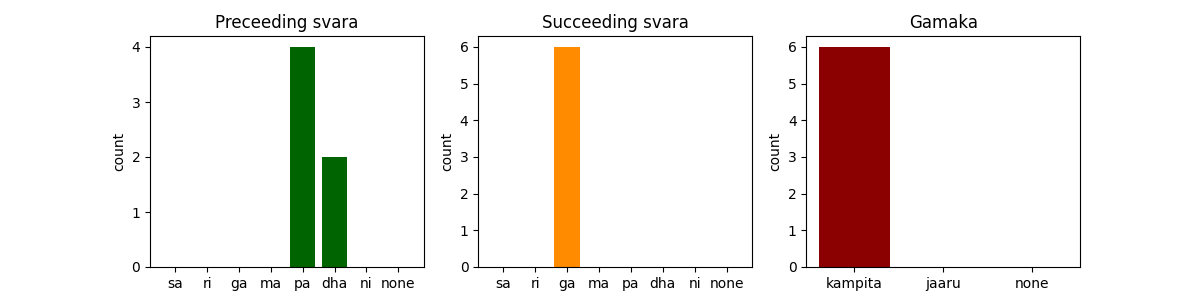 Preceeding svara
count
4
3
2
1
0
sa ri ga ma pa dha ni none
Succeeding svara
count
6
5
4
3
2
1
0
sa ri ga ma pa dha ni none
Gamaka
count
6
5
4
3
2
1
0
kampita jaaru none